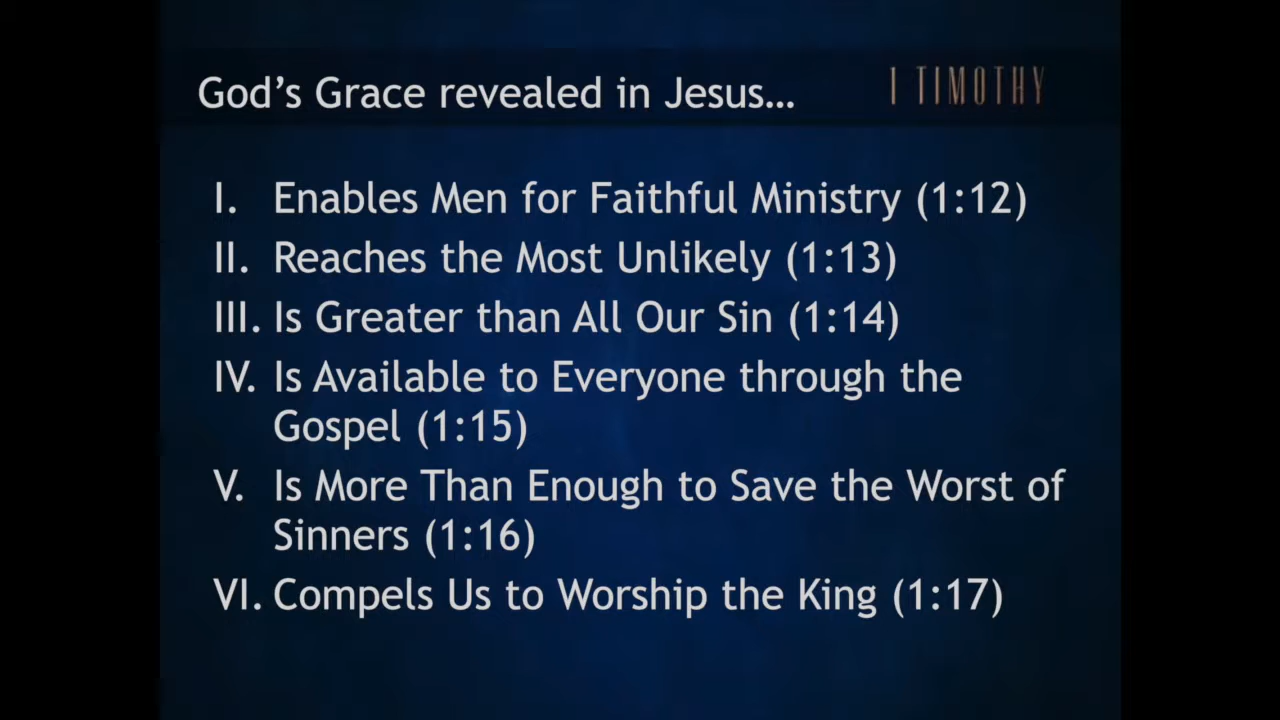 God's Grace revealed in Jesus...
I TIMOTHY
I. Enables Men for Faithful Ministry (1:12)
II. Reaches the Most Unlikely (1:13)
III. Is Greater than All Our Sin (1:14)
IV. Is Available to Everyone through the
Gospel (1:15)
V. Is More Than Enough to Save the Worst of
Sinners (1:16)
VI. Compels Us to Worship the King (1:17)